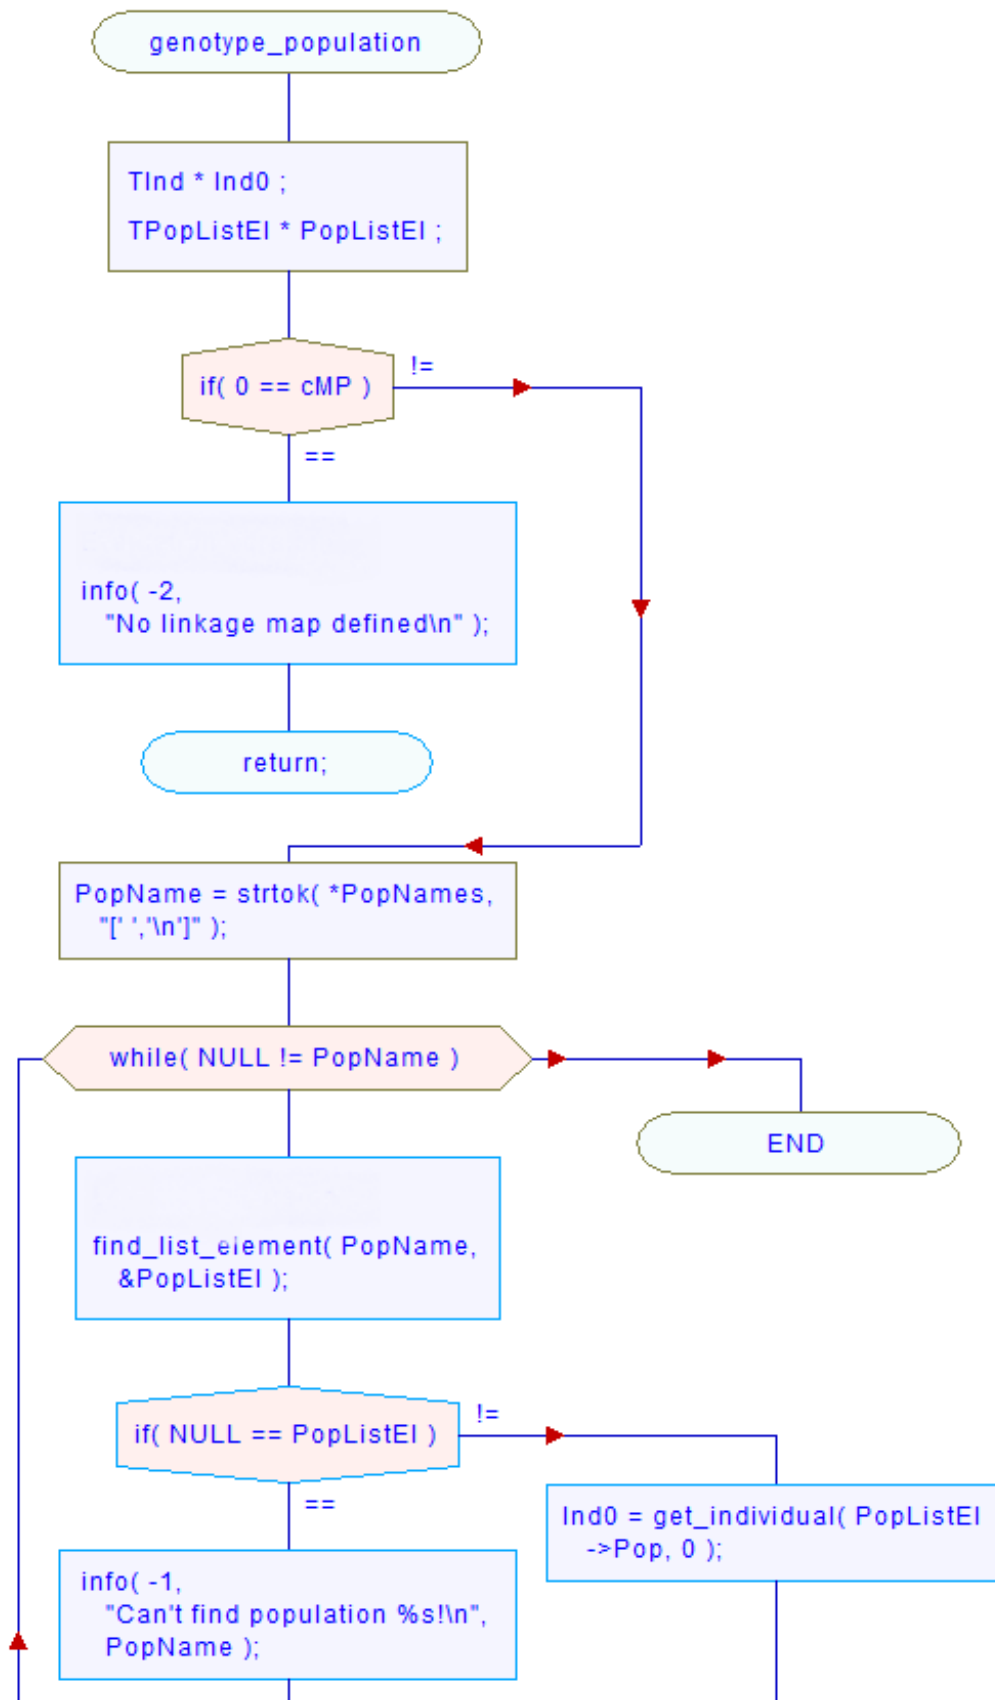 genotype_population
TInd * Ind0 ;
TPopListEl * PopListEl ;
if( 0 == cMP )
!=
==
info( -2,
"No linkage map defined\n" );
return;
PopName = strtok( *PopNames,
"[' ','\n']" );
while( NULL != PopName )
END
find_list_element( PopName,
&PopListEl );
if( NULL == PopListEl )
!=
==
Ind0 = get_individual( PopListEl
->Pop, 0 );
info( -1,
"Can't find population %s!\n",
PopName );